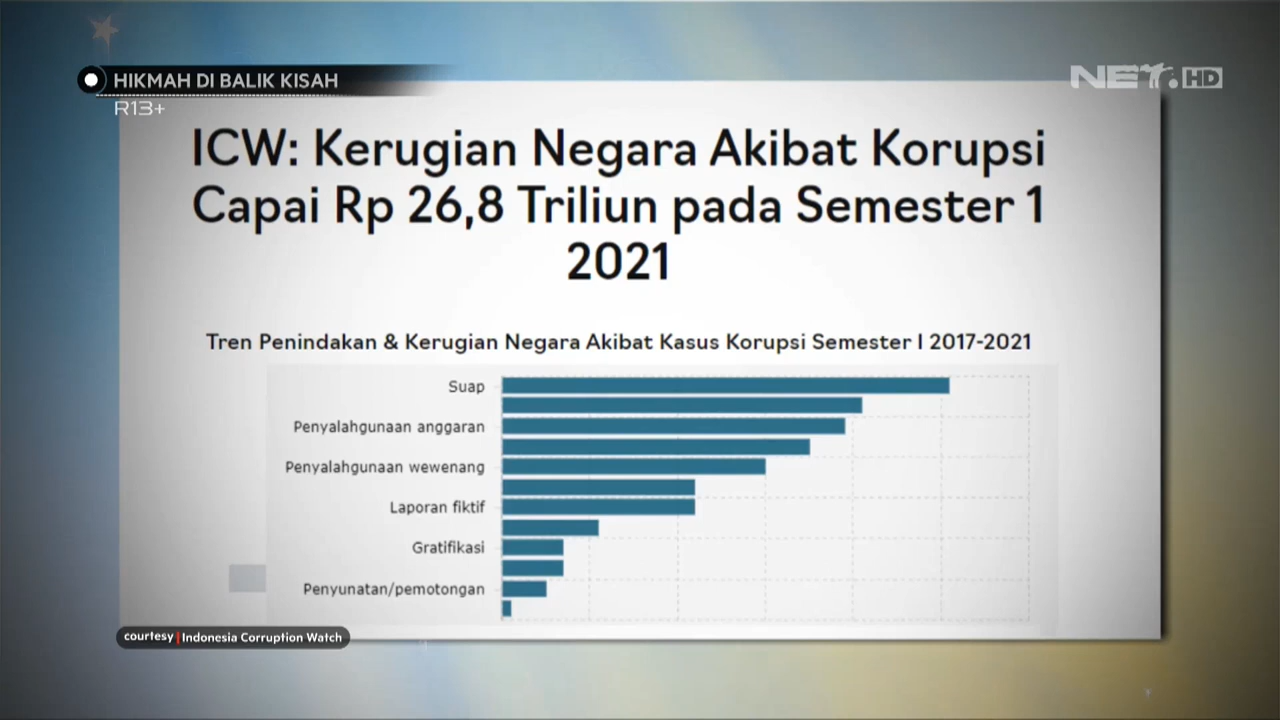 HIKMAH DI BALIK KISAH
R13+
NET. HD
ICW: Kerugian Negara Akibat Korupsi
Capai Rp 26,8 Triliun pada Semester 1
2021
Tren Penindakan & Kerugian Negara Akibat Kasus Korupsi Semester I 2017-2021
Suap
Penyalahgunaan anggaran
Penyalahgunaan wewenang
Laporan fiktif
Gratifikasi
Penyunatan/pemotongan
courtesy | Indonesia Corruption Watch